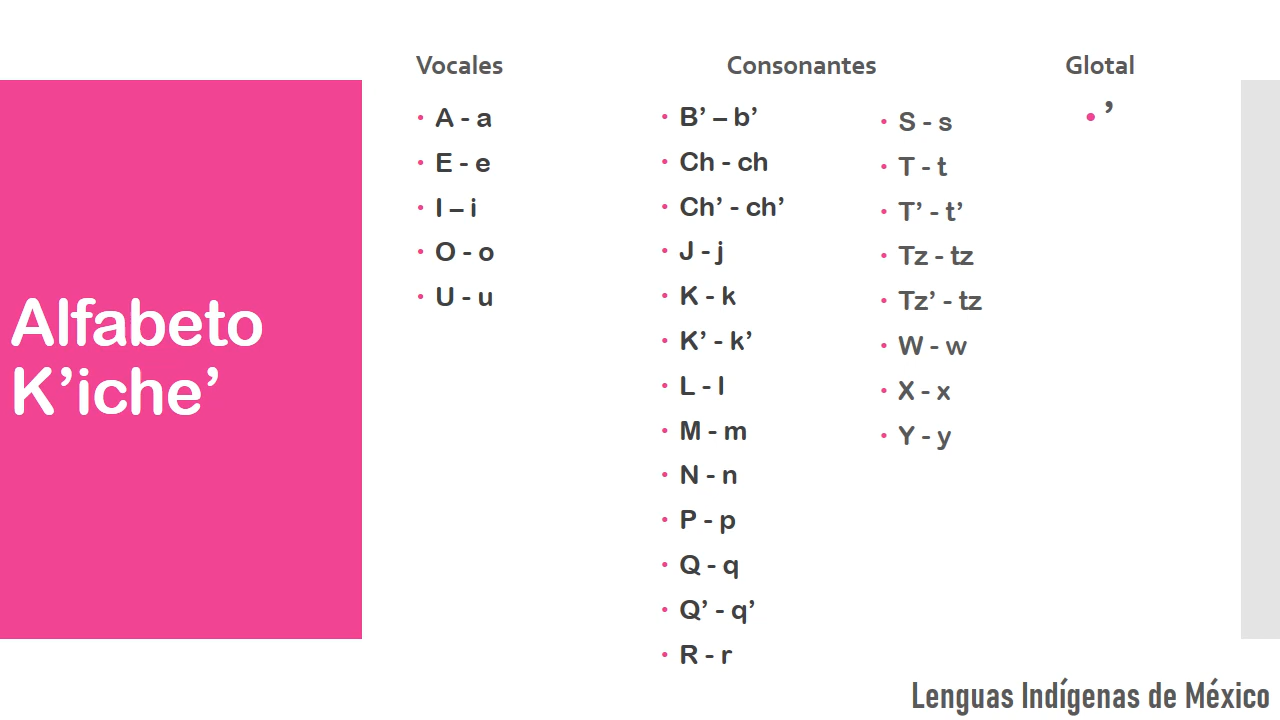 Alfabeto
K’iche’
Vocales
• A - a
• E - e
• I – i
• O - o
• U - u
Consonantes
• B’ – b’
• Ch - ch
• Ch’ - ch’
• J - j
• K - k
• K’ - k’
• L - l
• M - m
• N - n
• P - p
• Q - q
• Q’ - q’
• R - r
• S - s
• T - t
• T’ - t’
• Tz - tz
• Tz’ - tz
• W - w
• X - x
• Y - y
Glotal
• ’
Lenguas Indígenas de México